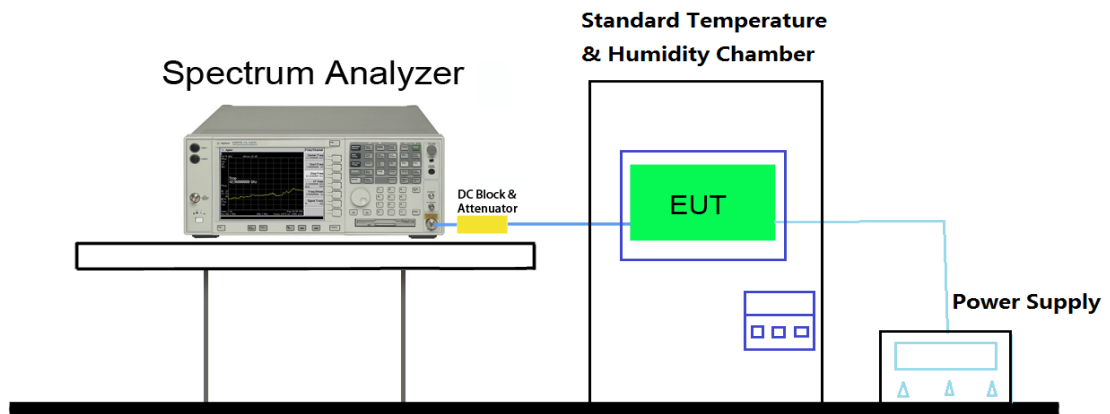 Standard Temperature
& Humidity Chamber
Spectrum Analyzer
DC Block &
Attenuator
EUT
Power Supply